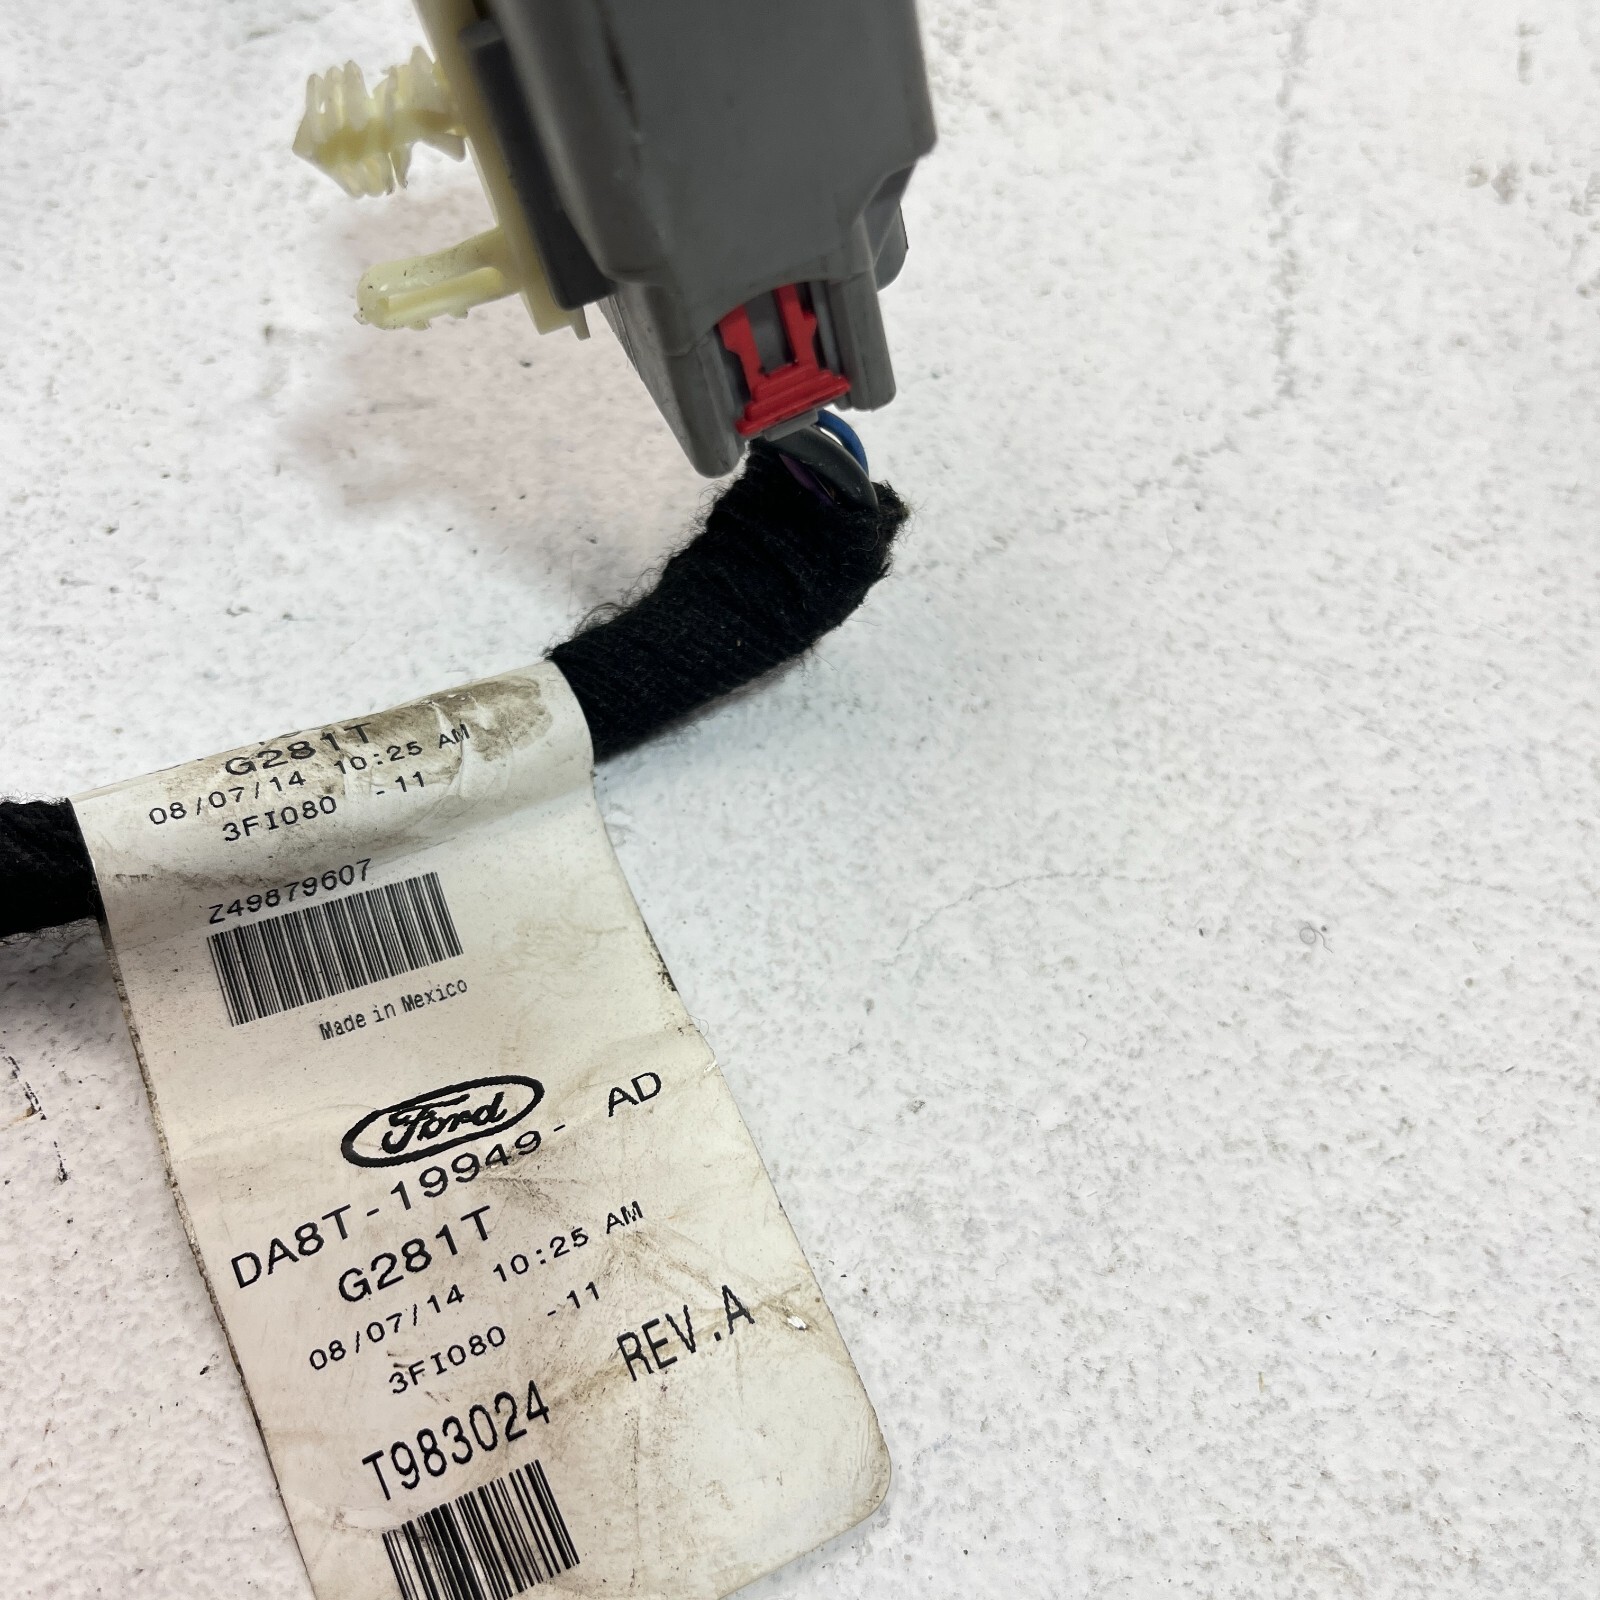 G281T
08/07/14 10:25 AM
3FI080 -11
Z49879607
Made in Mexico
Ford
DA8T-19949- AD
G281T
08/07/14 10:25 AM
3FI080 -11
REV.A
T983024